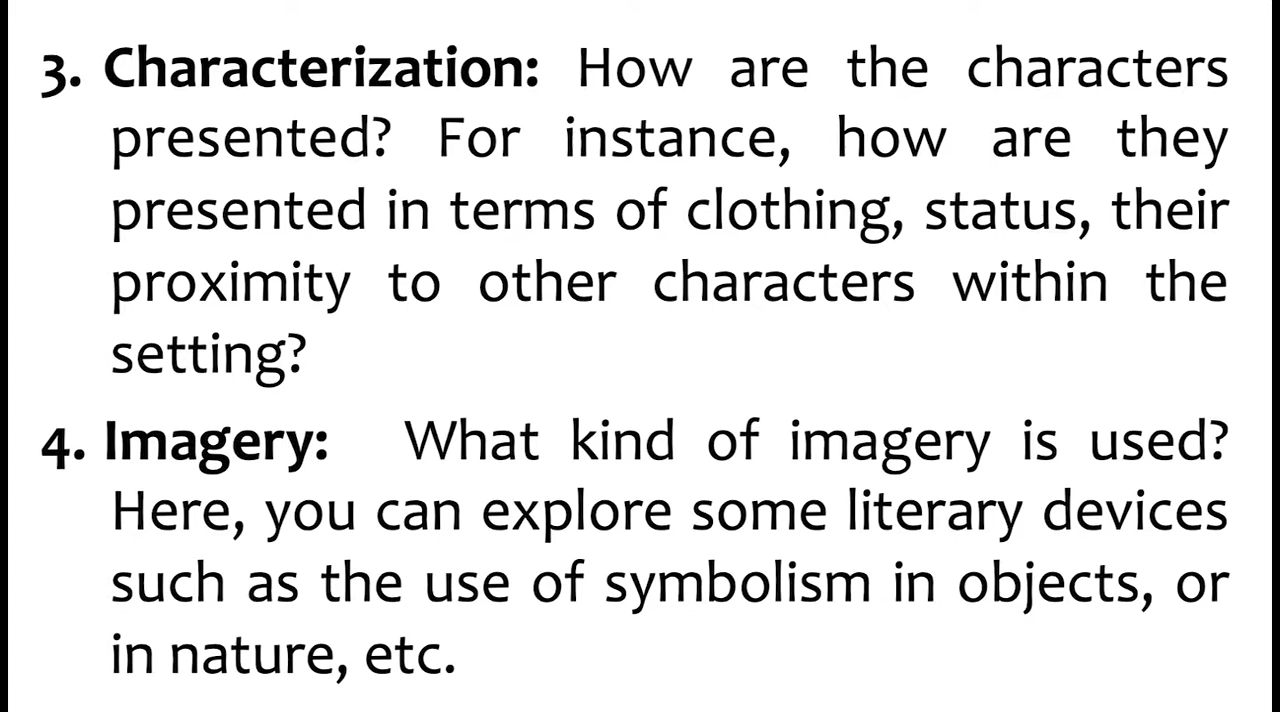 3. Characterization: How are the characters
presented? For instance, how are they
presented in terms of clothing, status, their
proximity to other characters within the
setting?
4. Imagery: What kind of imagery is used?
Here, you can explore some literary devices
such as the use of symbolism in objects, or
in nature, etc.